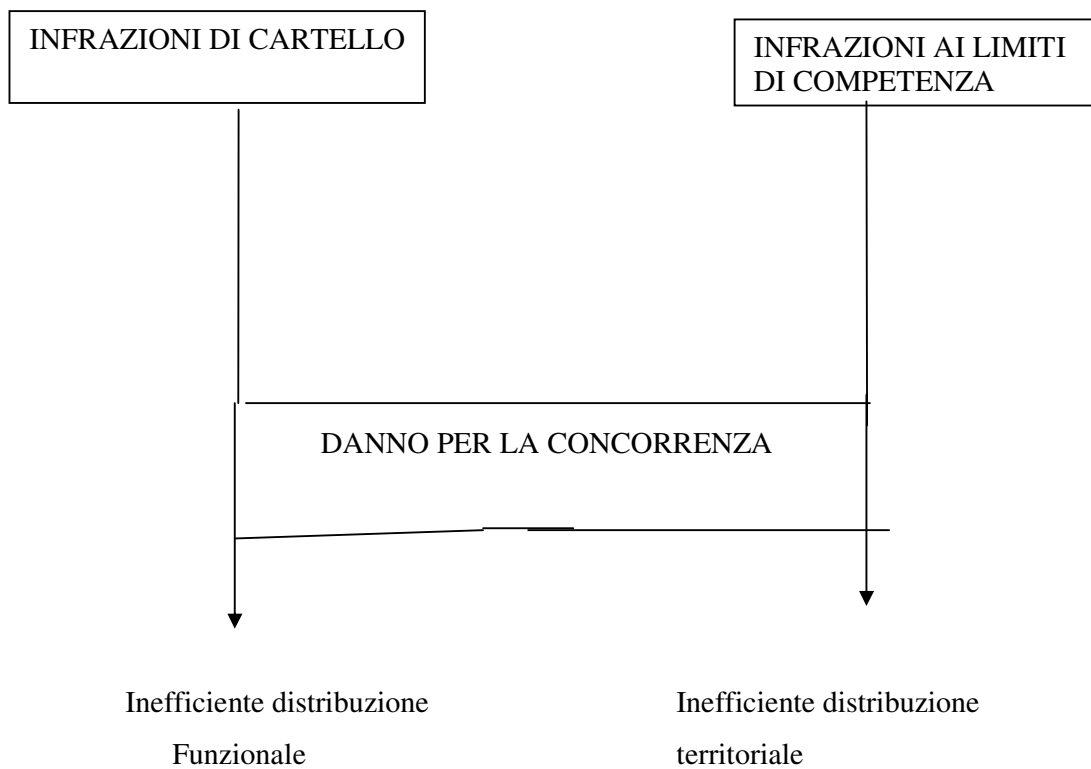 INFRAZIONI DI CARTELLO
INFRAZIONI AI LIMITI
DI COMPETENZA
DANNO PER LA CONCORRENZA
Inefficiente distribuzione
Funzionale
Inefficiente distribuzione
territoriale